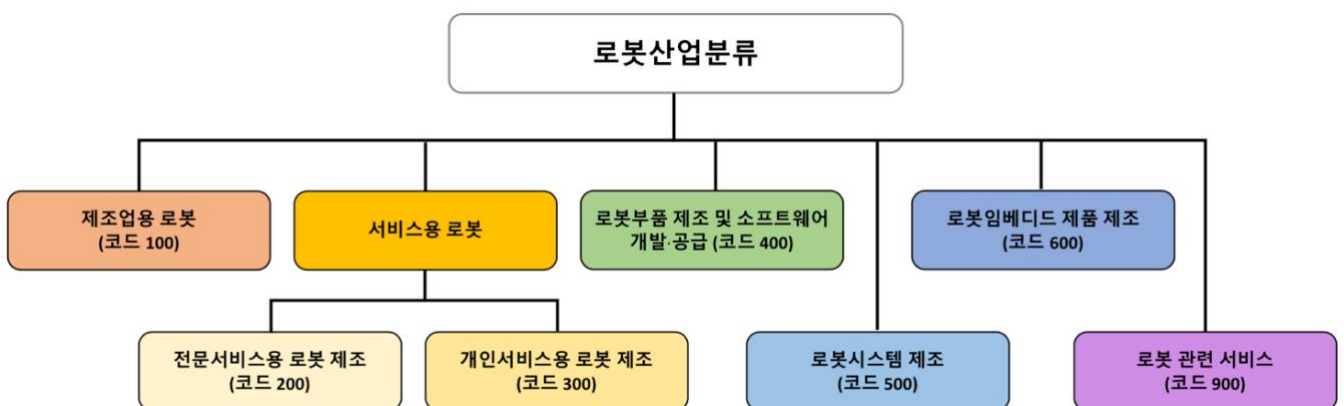 로봇산업분류
제조업용 로봇
(코드 100)
서비스용 로봇
로봇부품 제조 및 소프트웨어
개발·공급 (코드 400)
로봇임베디드 제품 제조
(코드 600)
전문서비스용 로봇 제조
(코드 200)
개인서비스용 로봇 제조
(코드 300)
로봇시스템 제조
(코드 500)
로봇 관련 서비스
(코드 900)